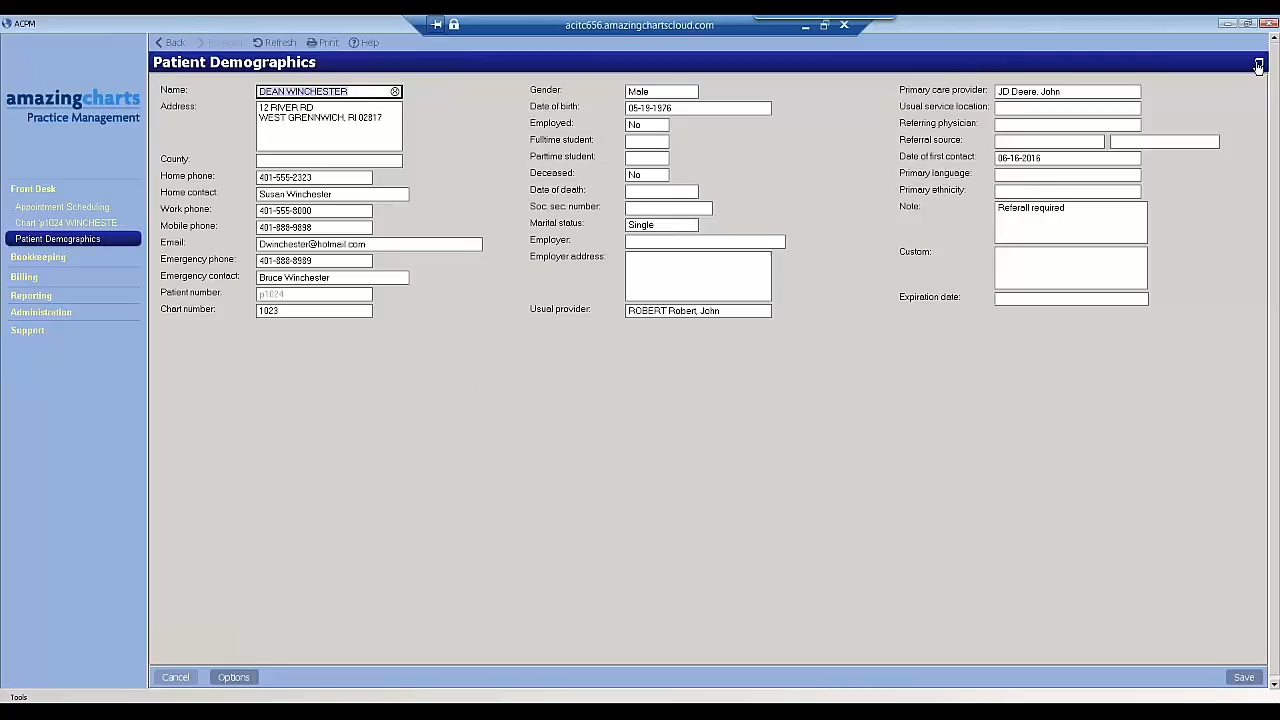 ACPM
acitc656.amazingchartscloud.com
Back
Refresh
Print
Help
Patient Demographics
amazingcharts
Practice Management
Front Desk
Appointment Scheduling
Chart 'p1024 WINCHESTE...
Patient Demographics
Bookkeeping
Billing
Reporting
Administration
Support
Name: DEAN WINCHESTER
Address: 12 RIVER RD
WEST GRENNWICH, RI 02817
County:
Home phone: 401-555-2323
Home contact: Susan Winchester
Work phone: 401-555-8000
Mobile phone: 401-888-9898
Email: Dwinchester@hotmail.com
Emergency phone: 401-888-8989
Emergency contact: Bruce Winchester
Patient number: p1024
Chart number: 1023
Gender: Male
Date of birth: 05-19-1976
Employed: No
Fulltime student:
Parttime student:
Deceased: No
Date of death:
Soc. sec. number:
Marital status: Single
Employer:
Employer address:
Usual provider: ROBERT Robert, John
Primary care provider: JD Deere, John
Usual service location:
Referring physician:
Referral source:
Date of first contact: 06-16-2016
Primary language:
Primary ethnicity:
Note: Referall required
Custom:
Expiration date:
Cancel
Options
Save
Tools